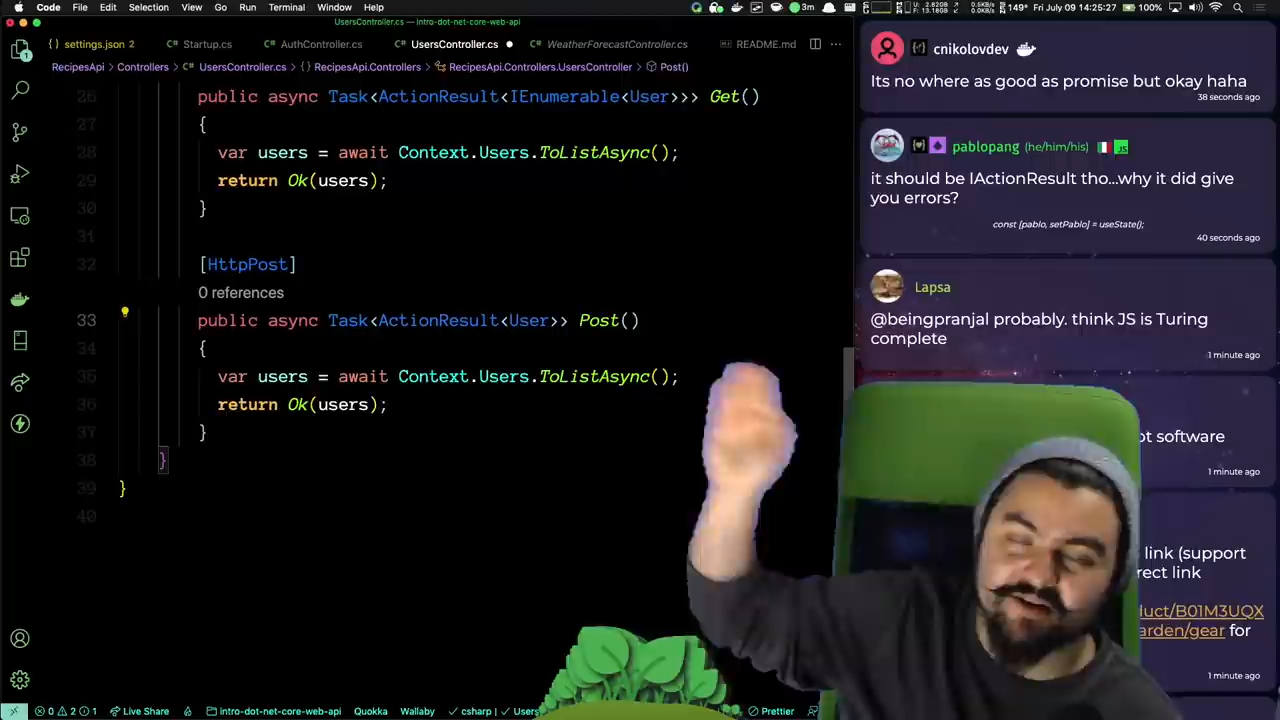 Code File Edit Selection View Go Run Terminal Window Help
3m
149°
100%
Fri July 09 14:25:27
UsersController.cs — intro-dot-net-core-web-api
settings.json 2
Startup.cs
AuthController.cs
UsersController.cs
WeatherForecastController.cs
README.md
RecipesApi > Controllers > UsersController.cs > {} RecipesApi.Controllers > RecipesApi.Controllers.UsersController > Post()
26 public async Task<ActionResult<IEnumerable<User>>> Get()
27 {
28 var users = await Context.Users.ToListAsync();
29 return Ok(users);
30 }
31
32 [HttpPost]
0 references
33 public async Task<ActionResult<User>> Post()
34 {
35 var users = await Context.Users.ToListAsync();
36 return Ok(users);
37 }
38 }
39 }
40
0 2 1 Live Share intro-dot-net-core-web-api Quokka Wallaby csharp | Users
Prettier
cnikolovdev
Its no where as good as promise but okay haha
38 seconds ago
pablopang (he/him/his)
JS
it should be IActionResult tho...why it did give
you errors?
const [pablo, setPablo] = useState();
40 seconds ago
Lapsa
@beingpranjal probably. think JS is Turing
complete
1 minute ago
ot software
1 minute ago
link (support
rect link
duct/B01M3UQX
arden/gear for
1 minute ago